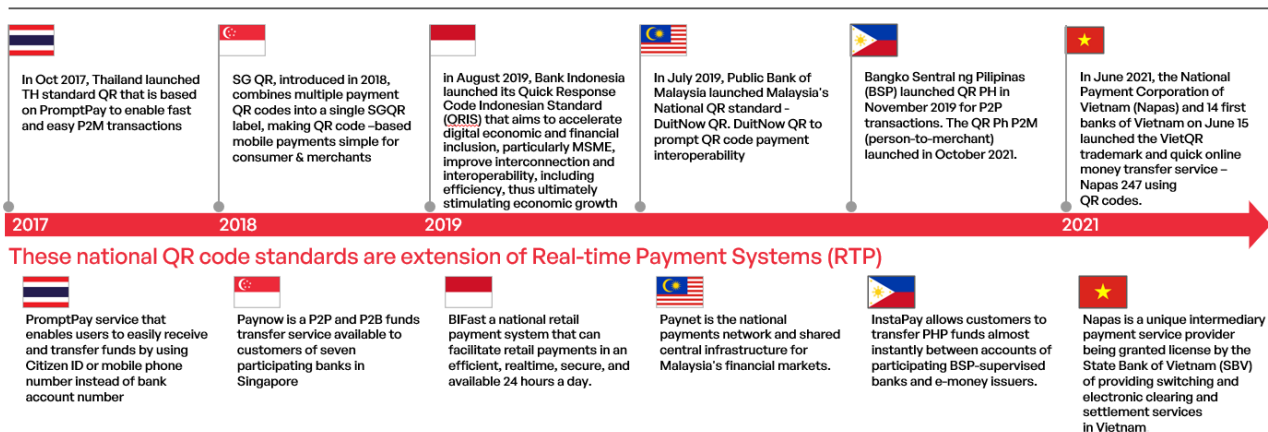 In Oct 2017, Thailand launched
TH standard QR that is based
on PromptPay to enable fast
and easy P2M transactions
SG QR, introduced in 2018,
combines multiple payment
QR codes into a single SGQR
label, making QR code –based
mobile payments simple for
consumer & merchants
in August 2019, Bank Indonesia
launched its Quick Response
Code Indonesian Standard
(QRIS) that aims to accelerate
digital economic and financial
inclusion, particularly MSME,
improve interconnection and
interoperability, including
efficiency, thus ultimately
stimulating economic growth
In July 2019, Public Bank of
Malaysia launched Malaysia's
National QR standard -
DuitNow QR. DuitNow QR to
prompt QR code payment
interoperability
Bangko Sentral ng Pilipinas
(BSP) launched QR PH in
November 2019 for P2P
transactions. The QR Ph P2M
(person-to-merchant)
launched in October 2021.
In June 2021, the National
Payment Corporation of
Vietnam (Napas) and 14 first
banks of Vietnam on June 15
launched the VietQR
trademark and quick online
money transfer service –
Napas 247 using
QR codes.
2017
2018
2019
2021
These national QR code standards are extension of Real-time Payment Systems (RTP)
PromptPay service that
enables users to easily receive
and transfer funds by using
Citizen ID or mobile phone
number instead of bank
account number
Paynow is a P2P and P2B funds
transfer service available to
customers of seven
participating banks in
Singapore
BIFast a national retail
payment system that can
facilitate retail payments in an
efficient, realtime, secure, and
available 24 hours a day.
Paynet is the national
payments network and shared
central infrastructure for
Malaysia's financial markets.
InstaPay allows customers to
transfer PHP funds almost
instantly between accounts of
participating BSP-supervised
banks and e-money issuers.
Napas is a unique intermediary
payment service provider
being granted license by the
State Bank of Vietnam (SBV)
of providing switching and
electronic clearing and
settlement services
in Vietnam